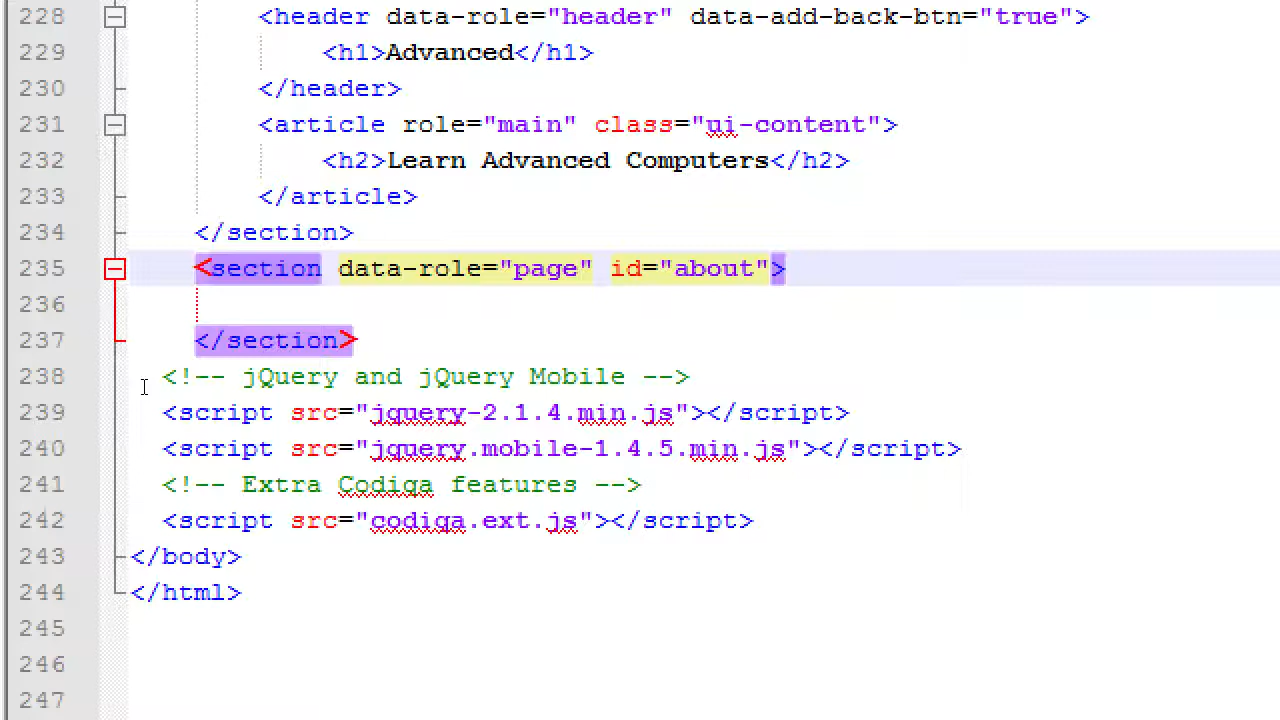 228 <header data-role="header" data-add-back-btn="true">
229 <h1>Advanced</h1>
230 </header>
231 <article role="main" class="ui-content">
232 <h2>Learn Advanced Computers</h2>
233 </article>
234 </section>
235 <section data-role="page" id="about">
236
237 </section>
238 <!-- jQuery and jQuery Mobile -->
239 <script src="jquery-2.1.4.min.js"></script>
240 <script src="jquery.mobile-1.4.5.min.js"></script>
241 <!-- Extra Codiqa features -->
242 <script src="codiqa.ext.js"></script>
243 </body>
244 </html>
245
246
247